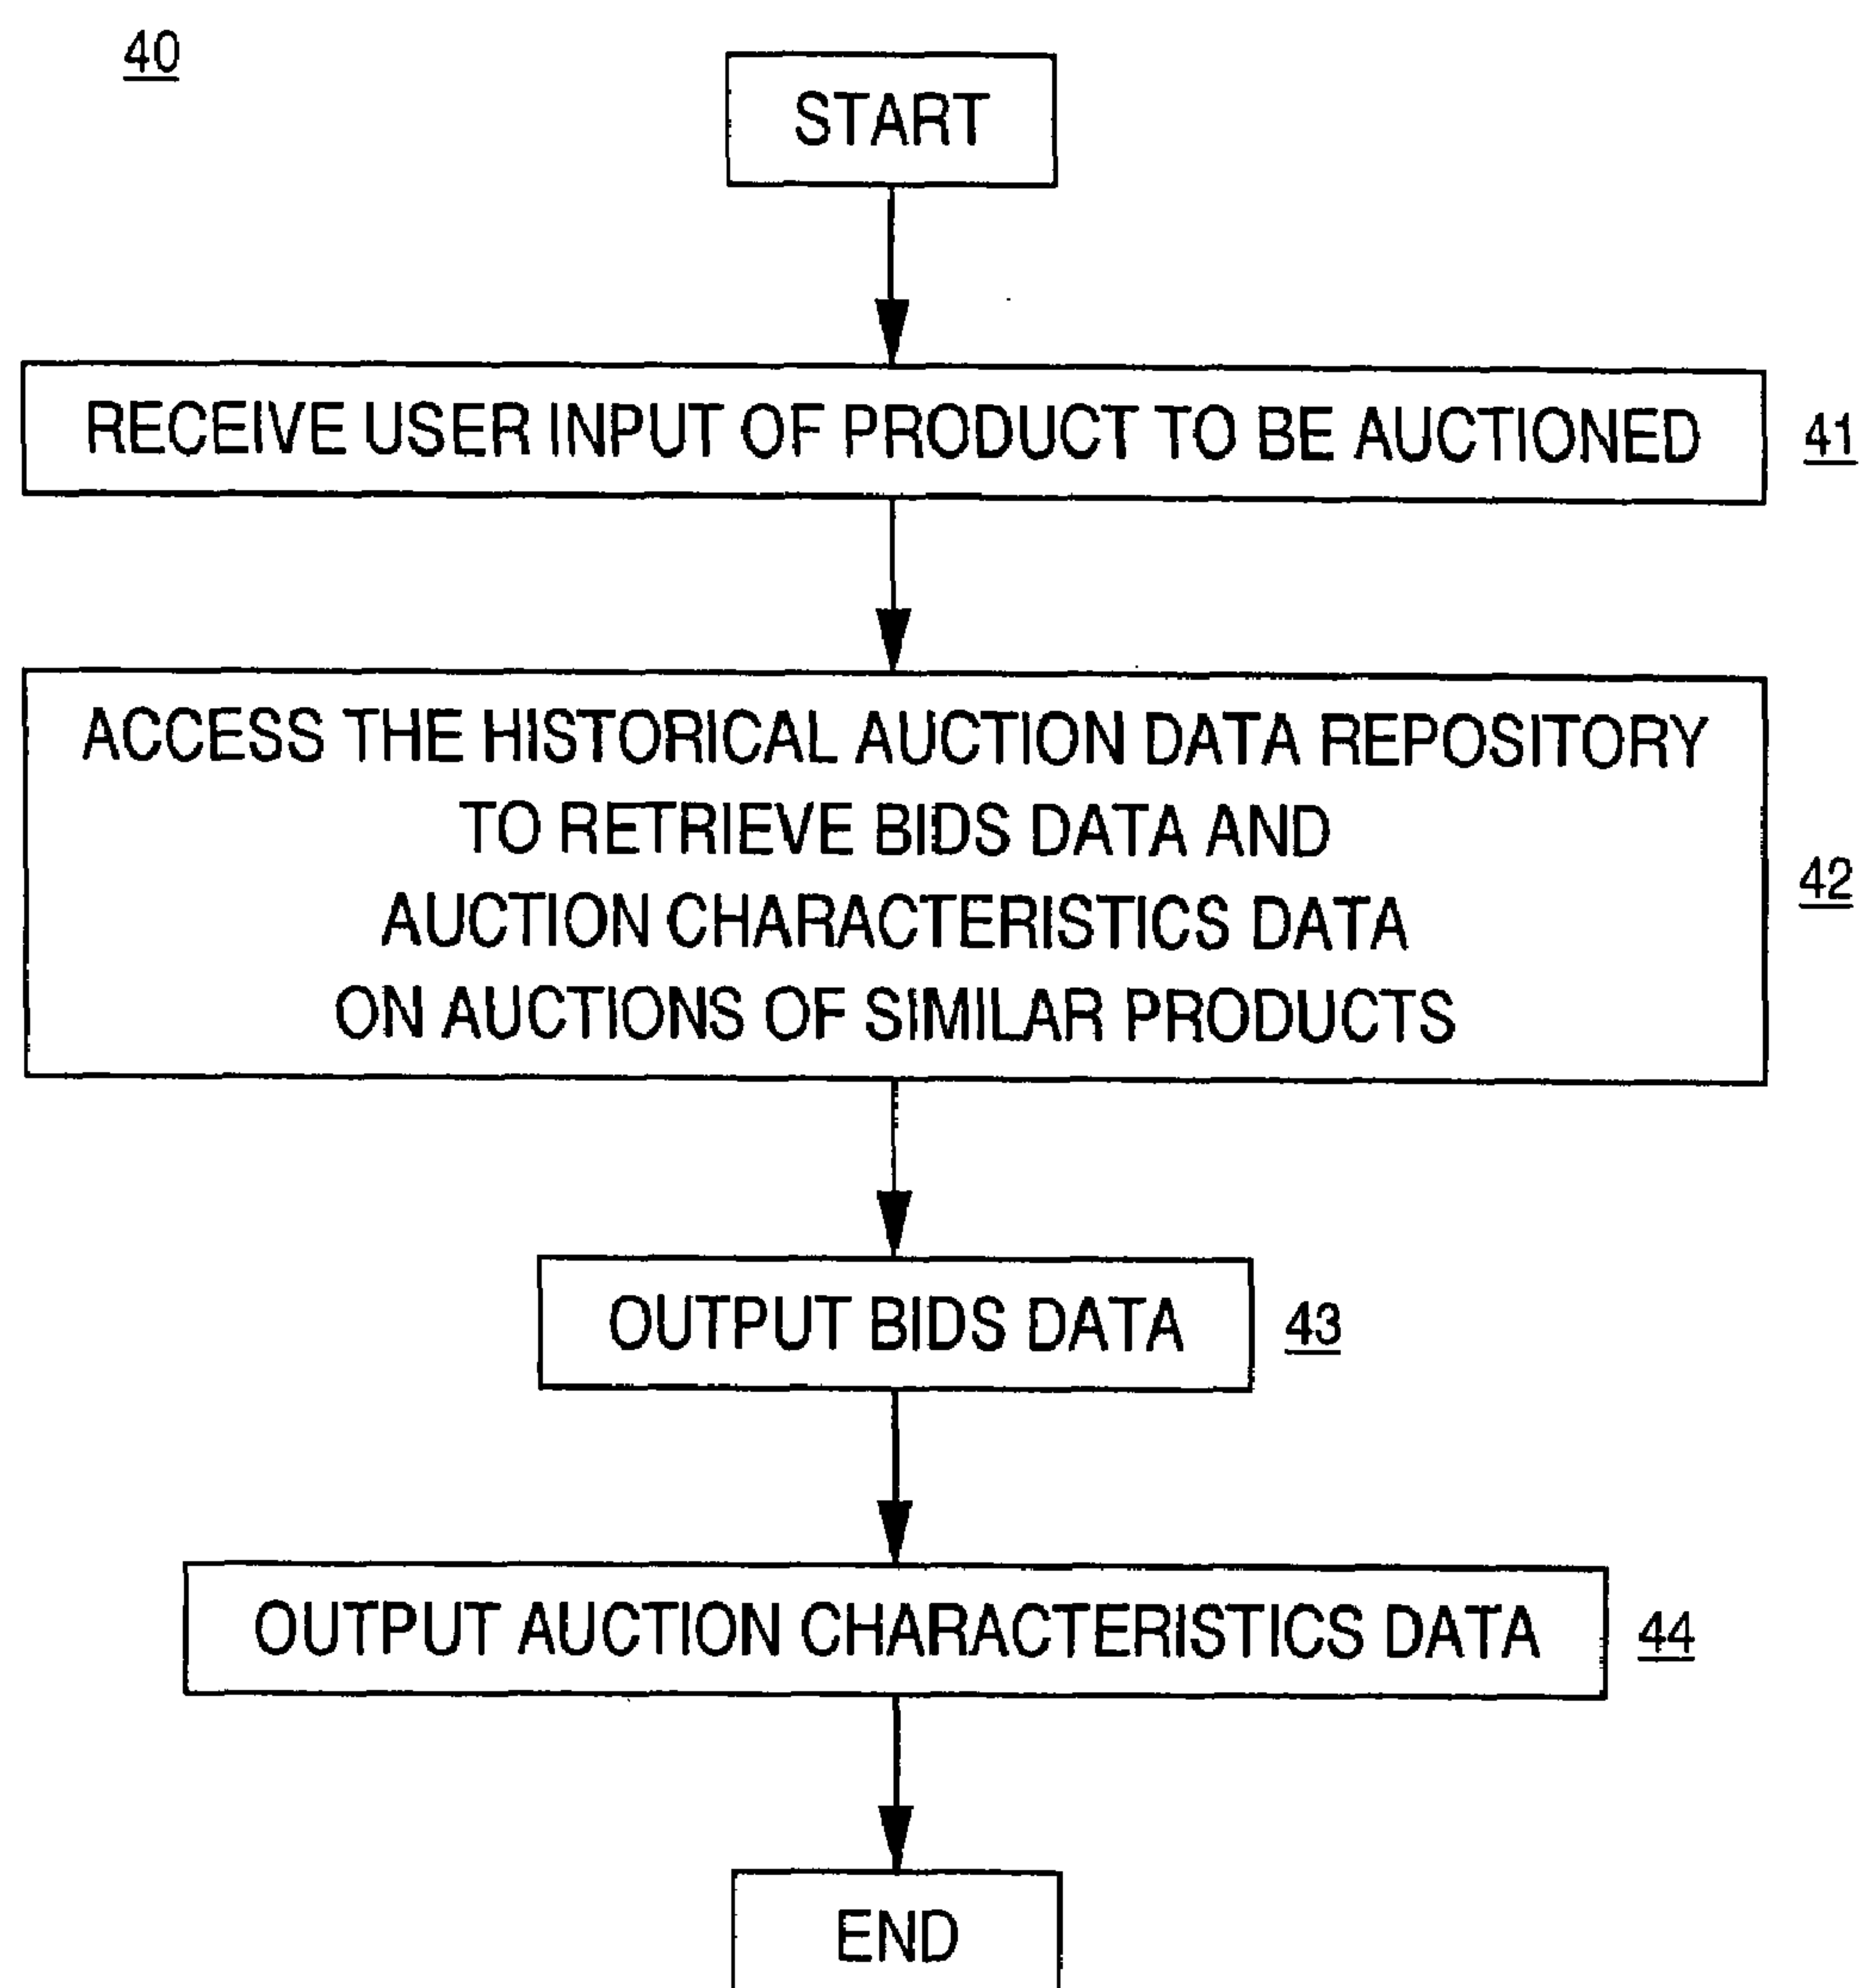 40
START
RECEIVE USER INPUT OF PRODUCT TO BE AUCTIONED
41
ACCESS THE HISTORICAL AUCTION DATA REPOSITORY
TO RETRIEVE BIDS DATA AND
AUCTION CHARACTERISTICS DATA
ON AUCTIONS OF SIMILAR PRODUCTS
42
OUTPUT BIDS DATA
43
OUTPUT AUCTION CHARACTERISTICS DATA
44
END